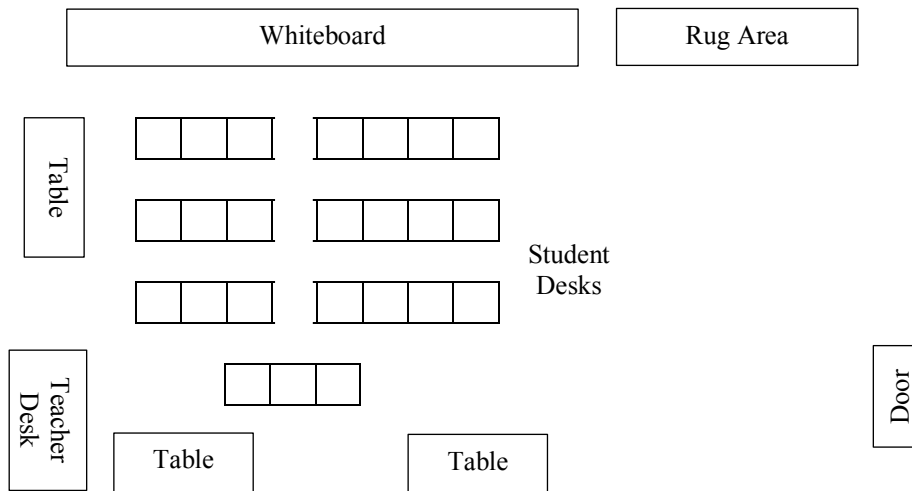 Whiteboard
Rug Area
Table
Student
Desks
Teacher
Desk
Door
Table
Table